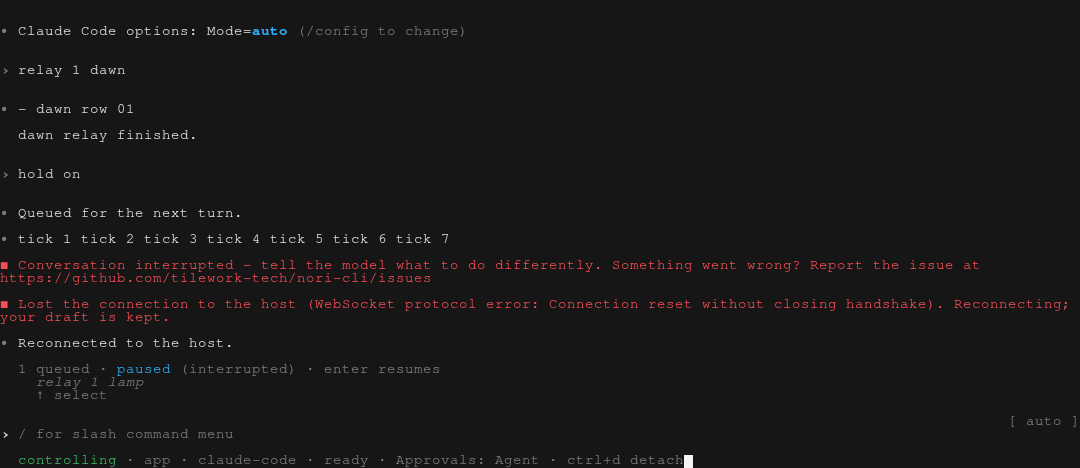 • Claude Code options: Mode=auto (/config to change)
› relay 1 dawn
• - dawn row 01
dawn relay finished.
› hold on
• Queued for the next turn.
• tick 1 tick 2 tick 3 tick 4 tick 5 tick 6 tick 7
■ Conversation interrupted - tell the model what to do differently. Something went wrong? Report the issue at
https://github.com/tilework-tech/nori-cli/issues
■ Lost the connection to the host (WebSocket protocol error: Connection reset without closing handshake). Reconnecting;
your draft is kept.
• Reconnected to the host.
1 queued · paused (interrupted) · enter resumes
relay 1 lamp
↑ select
[ auto ]
› / for slash command menu
controlling · app · claude-code · ready · Approvals: Agent · ctrl+d detach